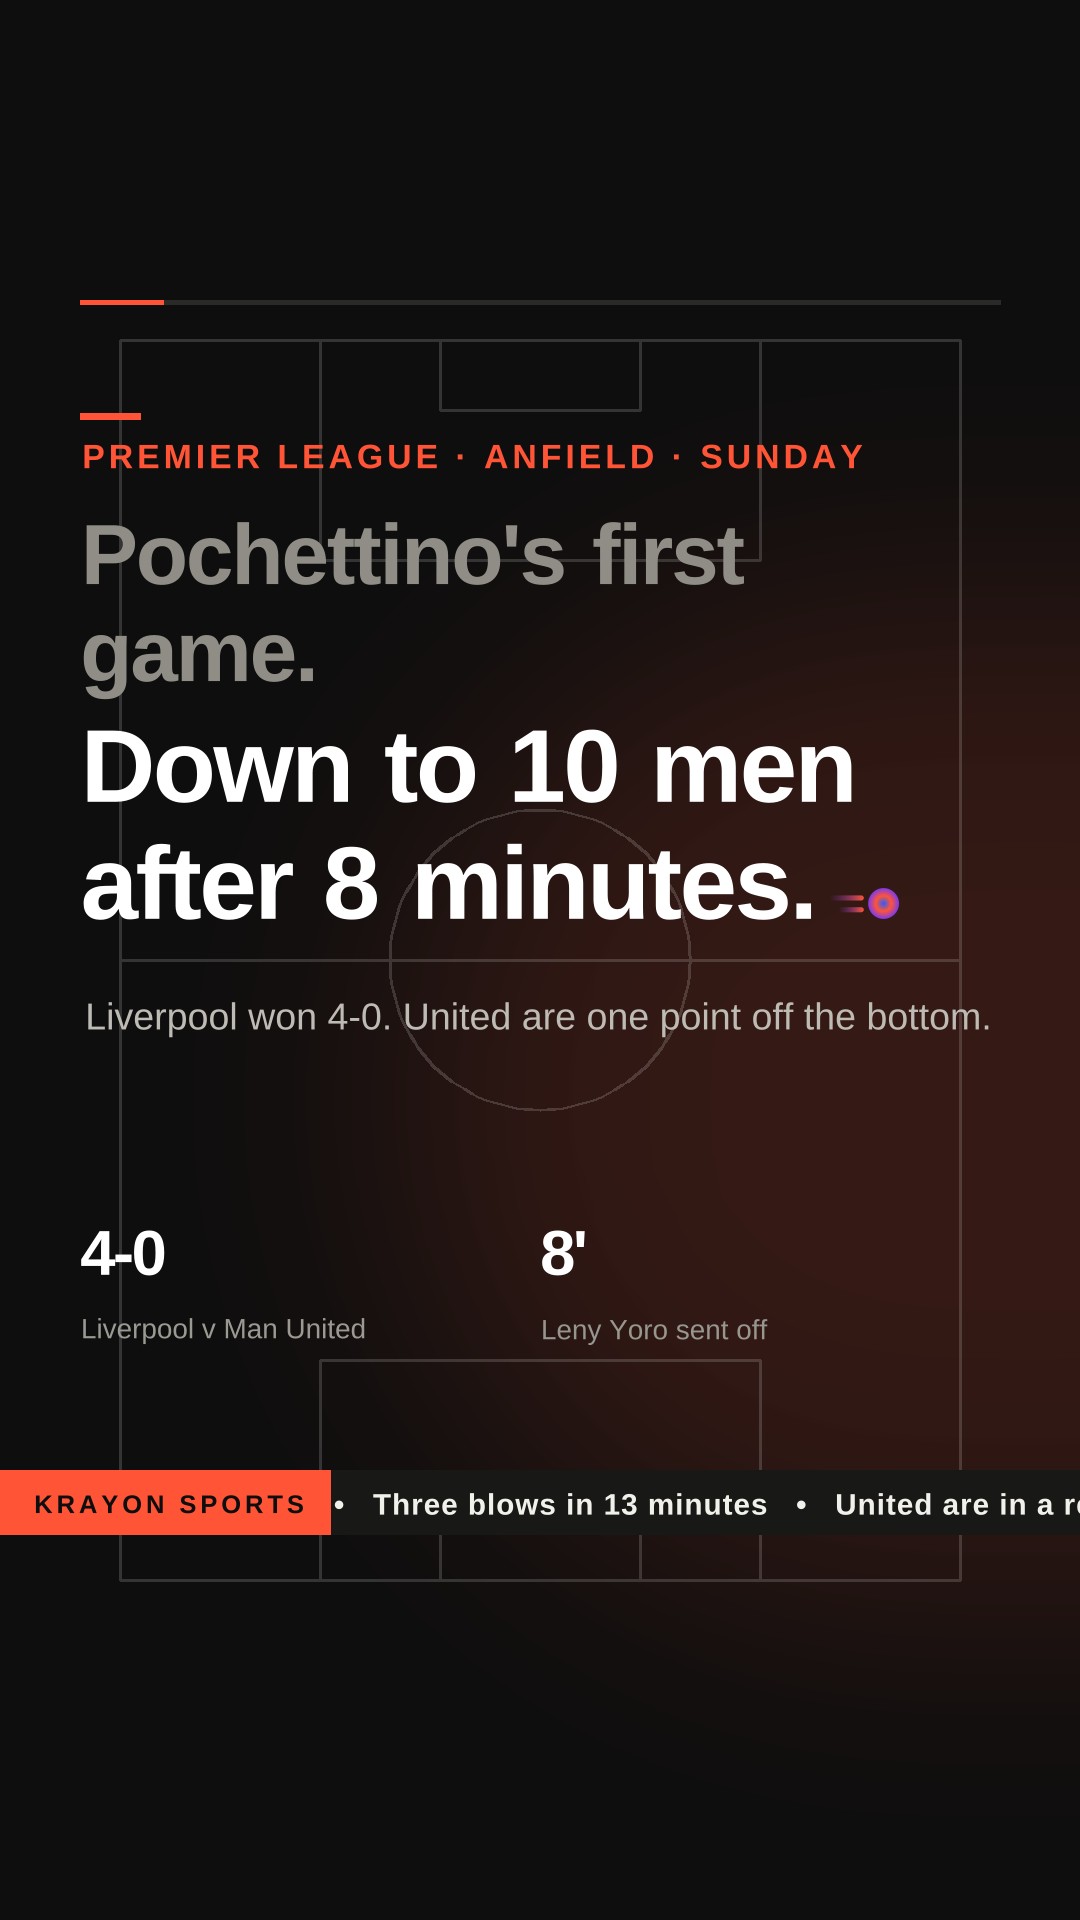 PREMIER LEAGUE · ANFIELD · SUNDAY
Pochettino's first
game.
Down to 10 men
after 8 minutes.
Liverpool won 4-0. United are one point off the bottom.
4-0
8'
Liverpool v Man United
Leny Yoro sent off
KRAYON SPORTS • Three blows in 13 minutes • United are in a